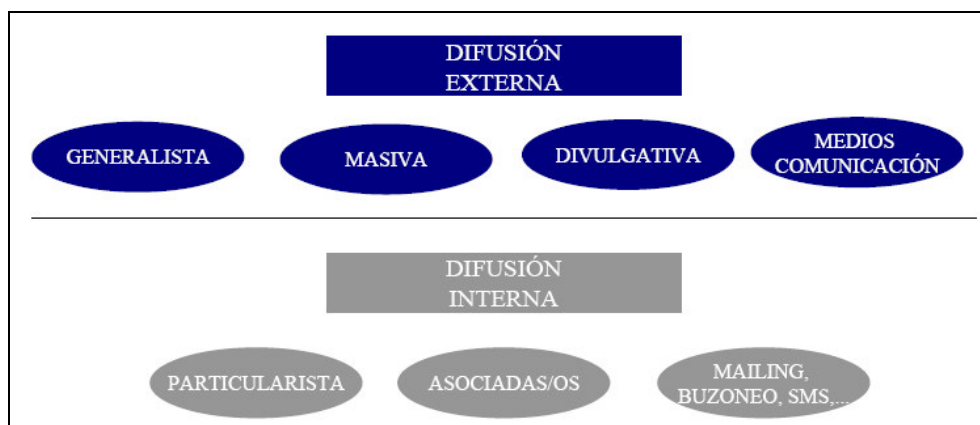 DIFUSIÓN
EXTERNA
GENERALISTA
MASIVA
DIVULGATIVA
MEDIOS
COMUNICACIÓN
DIFUSIÓN
INTERNA
PARTICULARISTA
ASOCIADAS/OS
MAILING,
BUZONEO, SMS,...